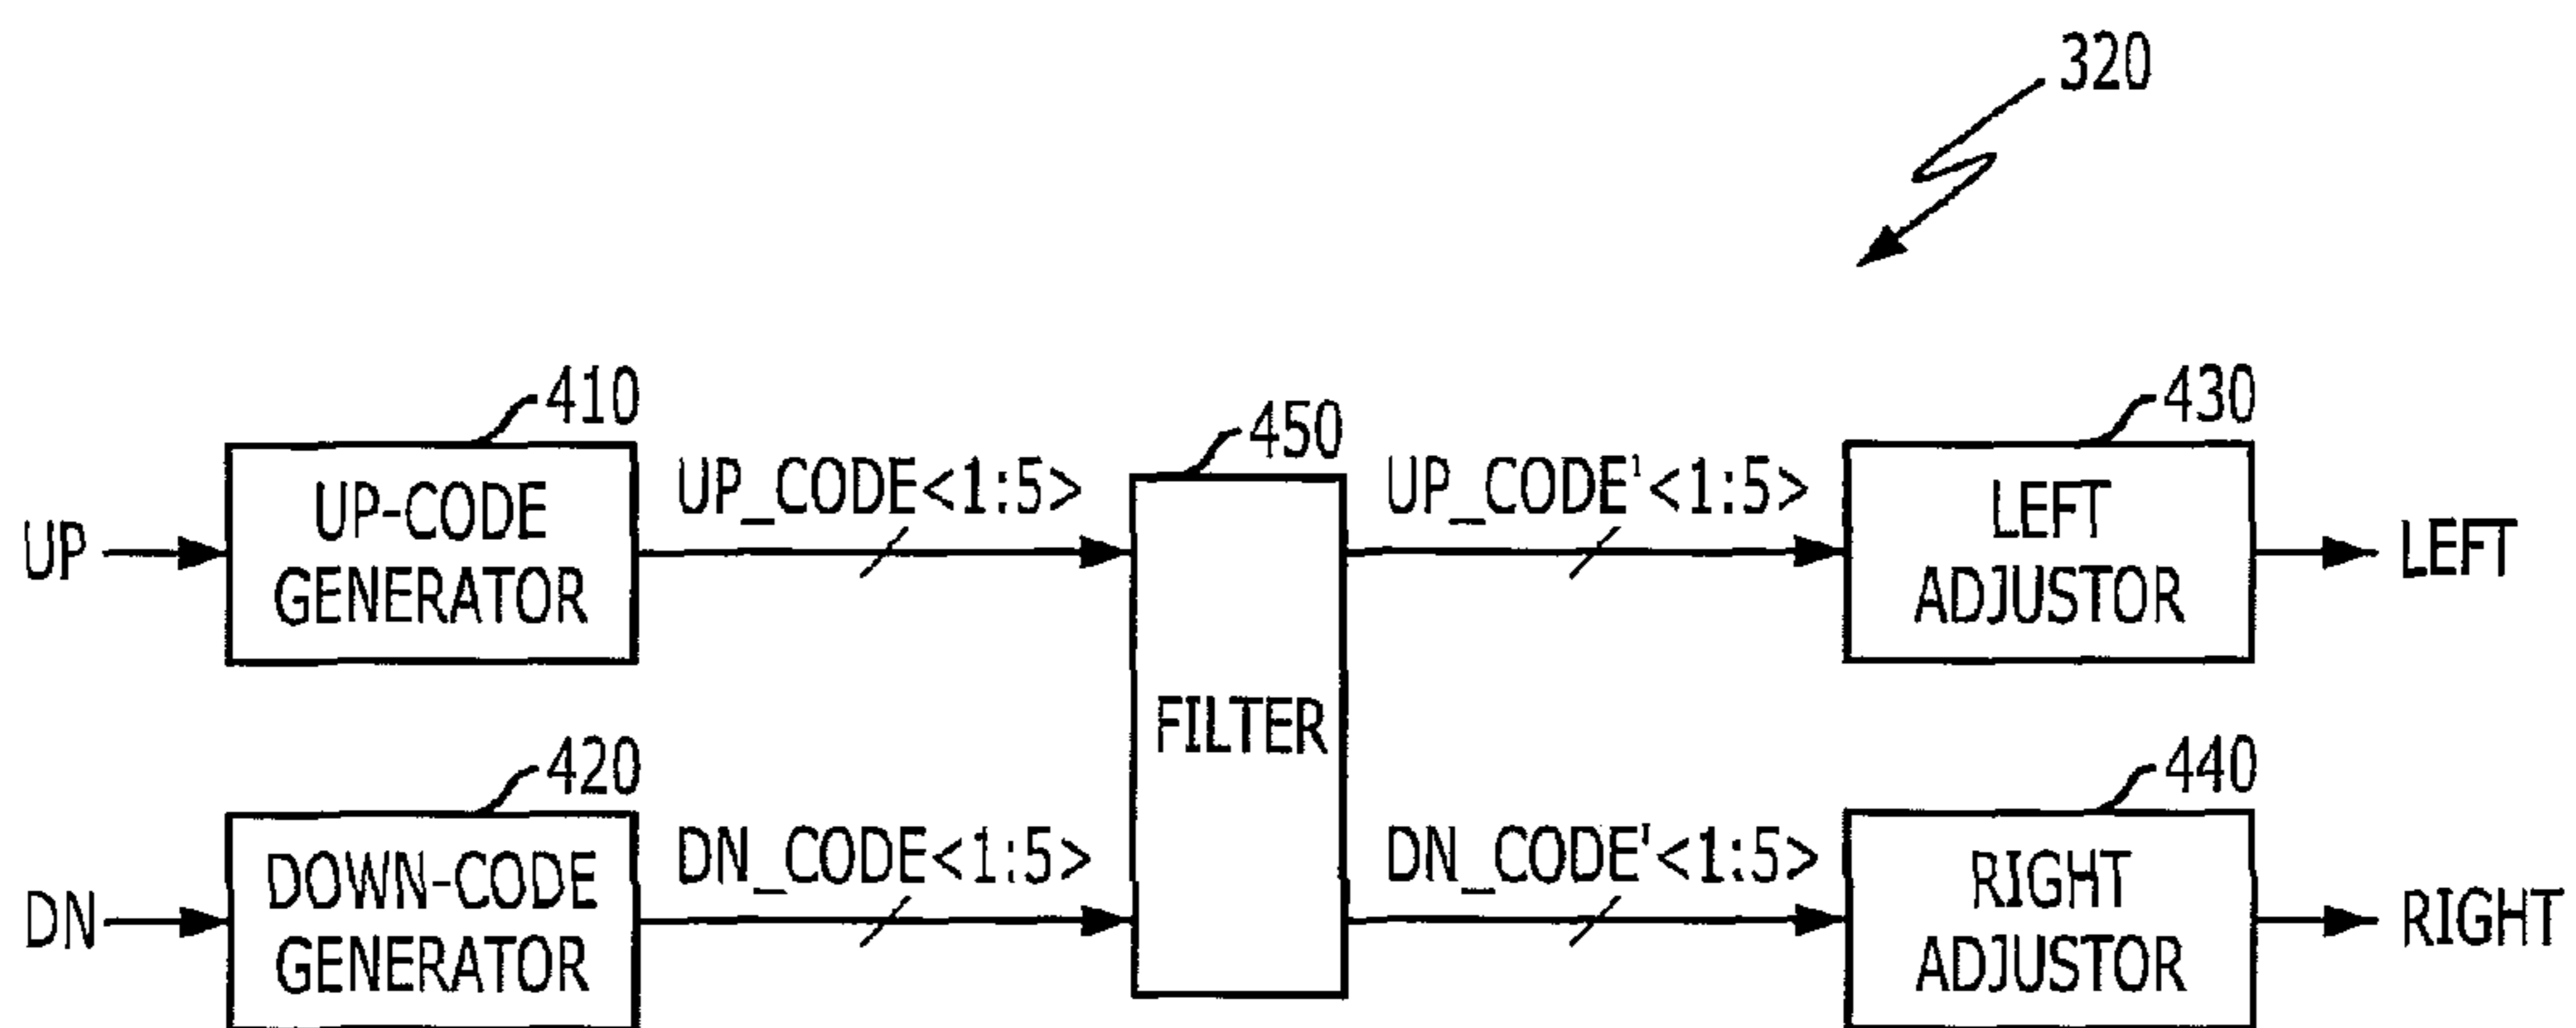 320
410
UP-CODE
GENERATOR
UP
UP_CODE<1:5>
450
FILTER
UP_CODE'<1:5>
430
LEFT
ADJUSTOR
LEFT
420
DOWN-CODE
GENERATOR
DN
DN_CODE<1:5>
DN_CODE'<1:5>
440
RIGHT
ADJUSTOR
RIGHT